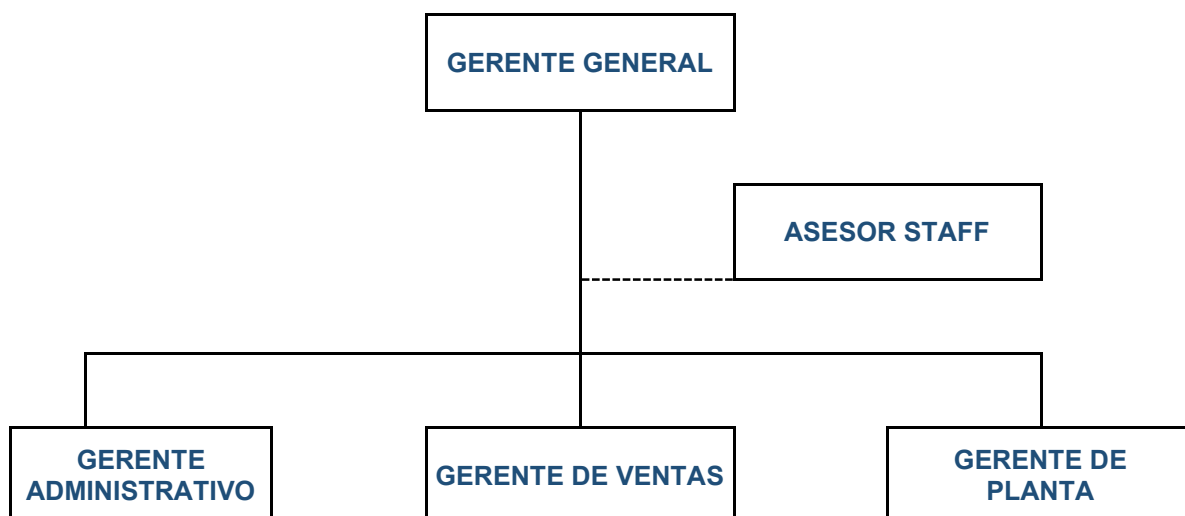 GERENTE GENERAL
ASESOR STAFF
GERENTE
ADMINISTRATIVO
GERENTE DE VENTAS
GERENTE DE
PLANTA